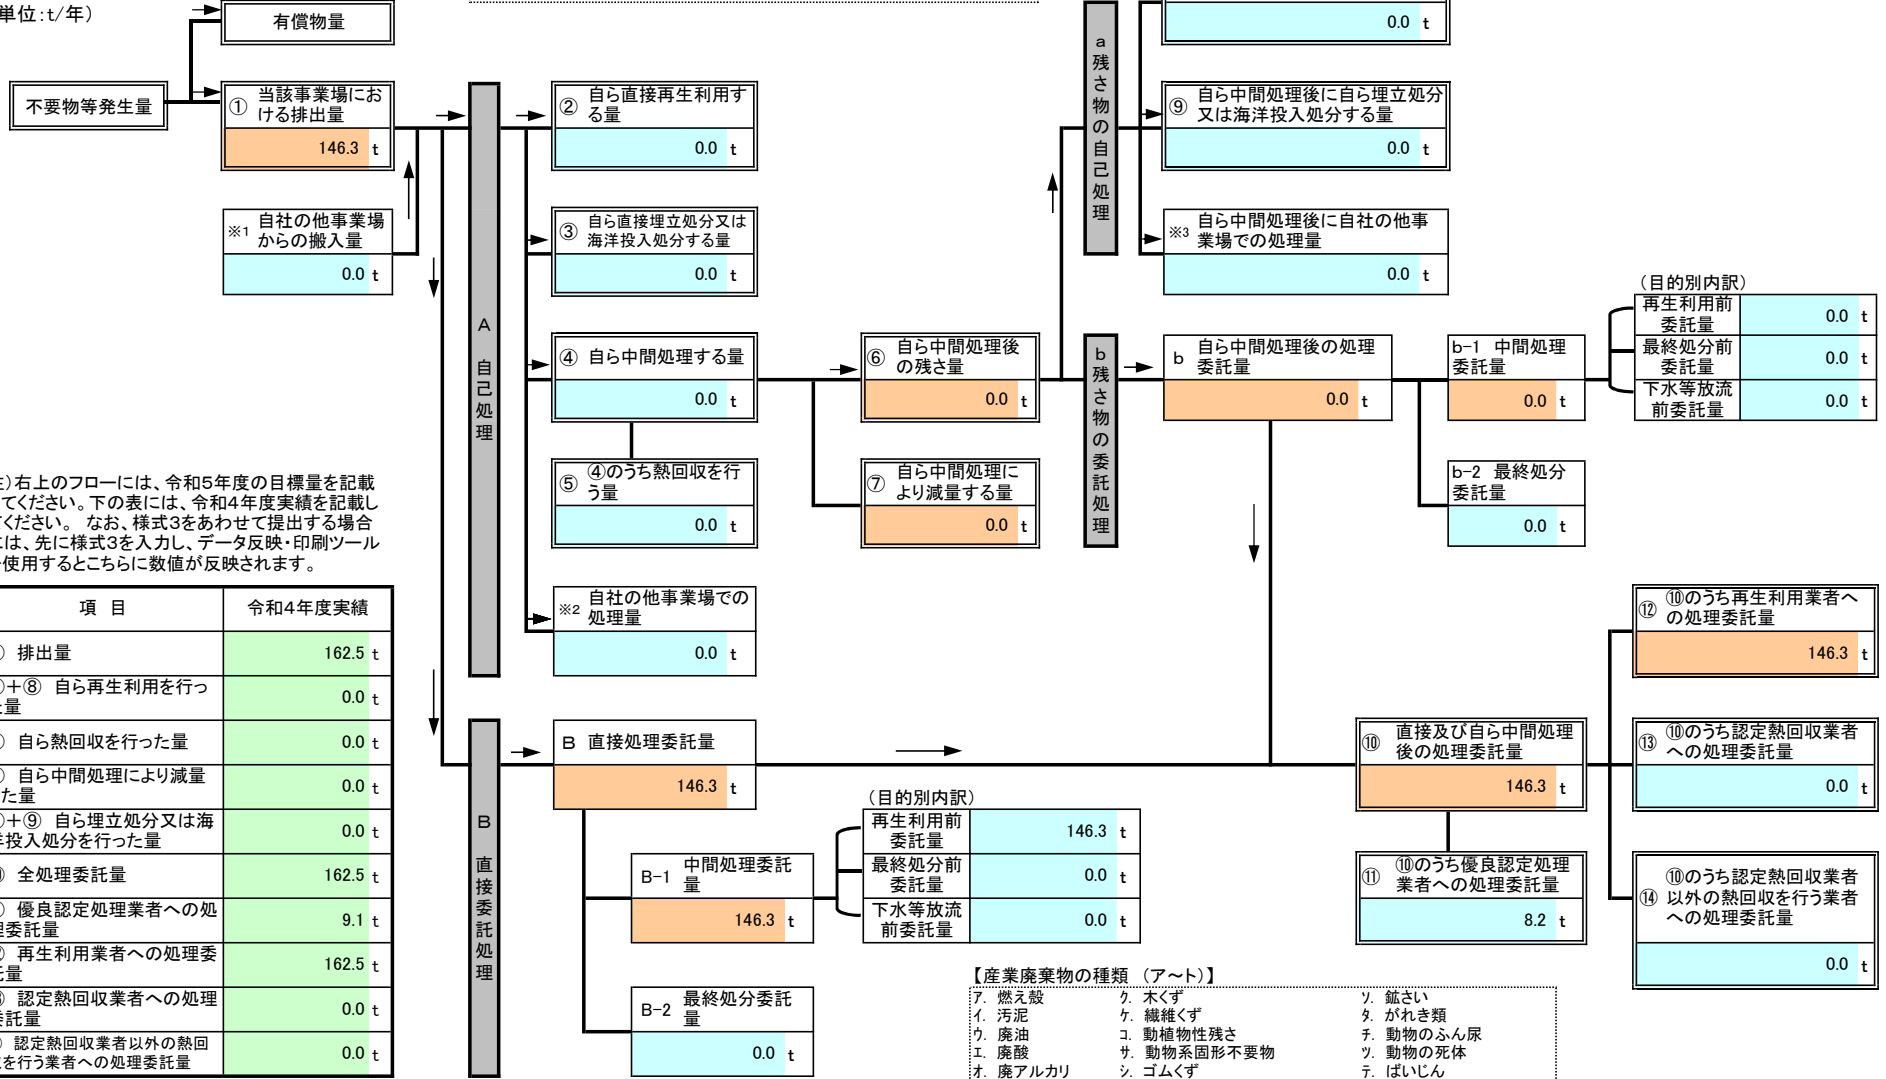 単位:t/年)
有償物量
不要物等発生量
① 当該事業場にお
ける排出量
146.3 t
※1 自社の他事業場
からの搬入量
0.0 t
A 自己処理
② 自ら直接再生利用す
る量
0.0 t
③ 自ら直接埋立処分又は
海洋投入処分する量
0.0 t
④ 自ら中間処理する量
0.0 t
⑤ ④のうち熱回収を行
う量
0.0 t
※2 自社の他事業場での
処理量
0.0 t
⑥ 自ら中間処理後
の残さ量
0.0 t
⑦ 自ら中間処理に
より減量する量
0.0 t
a 残さ物の自己処理
0.0 t
⑨ 自ら中間処理後に自ら埋立処分
又は海洋投入処分する量
0.0 t
※3 自ら中間処理後に自社の他事
業場での処理量
0.0 t
b 残さ物の委託処理
b 自ら中間処理後の処理
委託量
0.0 t
b-1 中間処理
委託量
0.0 t
b-2 最終処分
委託量
0.0 t
(目的別内訳)
再生利用前
委託量 0.0 t
最終処分前
委託量 0.0 t
下水等放流
前委託量 0.0 t
)右上のフローには、令和5年度の目標量を記載
てください。下の表には、令和4年度実績を記載し
ください。 なお、様式3をあわせて提出する場合
は、先に様式3を入力し、データ反映・印刷ツール
使用するとこちらに数値が反映されます。
項 目 令和4年度実績
) 排出量 162.5 t
)+⑧ 自ら再生利用を行っ
量 0.0 t
) 自ら熱回収を行った量 0.0 t
) 自ら中間処理により減量
た量 0.0 t
)+⑨ 自ら埋立処分又は海
投入処分を行った量 0.0 t
) 全処理委託量 162.5 t
) 優良認定処理業者への処
理委託量 9.1 t
) 再生利用業者への処理委
量 162.5 t
) 認定熱回収業者への処理
委託量 0.0 t
) 認定熱回収業者以外の熱回
を行う業者への処理委託量 0.0 t
B 直接委託処理
B 直接処理委託量
146.3 t
B-1 中間処理委託
量
146.3 t
B-2 最終処分委託
量
0.0 t
(目的別内訳)
再生利用前
委託量 146.3 t
最終処分前
委託量 0.0 t
下水等放流
前委託量 0.0 t
⑩ 直接及び自ら中間処理
後の処理委託量
146.3 t
⑪ ⑩のうち優良認定処理
業者への処理委託量
8.2 t
⑫ ⑩のうち再生利用業者へ
の処理委託量
146.3 t
⑬ ⑩のうち認定熱回収業者
への処理委託量
0.0 t
⑭ ⑩のうち認定熱回収業者
以外の熱回収を行う業者
への処理委託量
0.0 t
【産業廃棄物の種類 (ア~ト)】
ア. 燃え殻 ク. 木くず ソ. 鉱さい
イ. 汚泥 ケ. 繊維くず タ. がれき類
ウ. 廃油 コ. 動植物性残さ チ. 動物のふん尿
エ. 廃酸 サ. 動物系固形不要物 ツ. 動物の死体
オ. 廃アルカリ シ. ゴムくず テ. ばいじん